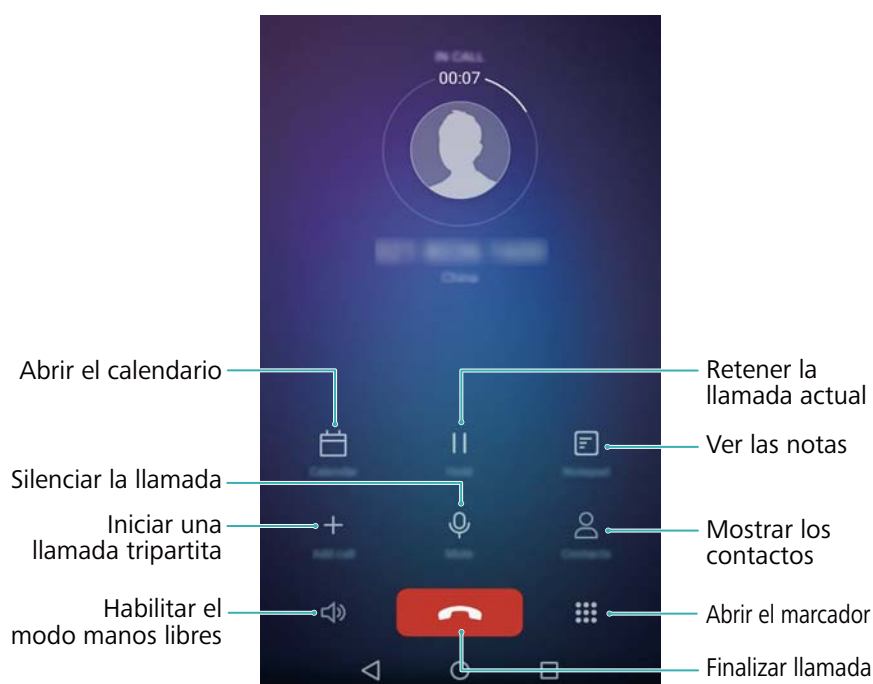 IN CALL
00:07
China
Abrir el calendario
Retener la
llamada actual
Calendar
Hold
Notepad
Ver las notas
Silenciar la llamada
Iniciar una
llamada tripartita
Add call
Mute
Contacts
Mostrar los
contactos
Habilitar el
modo manos libres
Abrir el marcador
Finalizar llamada